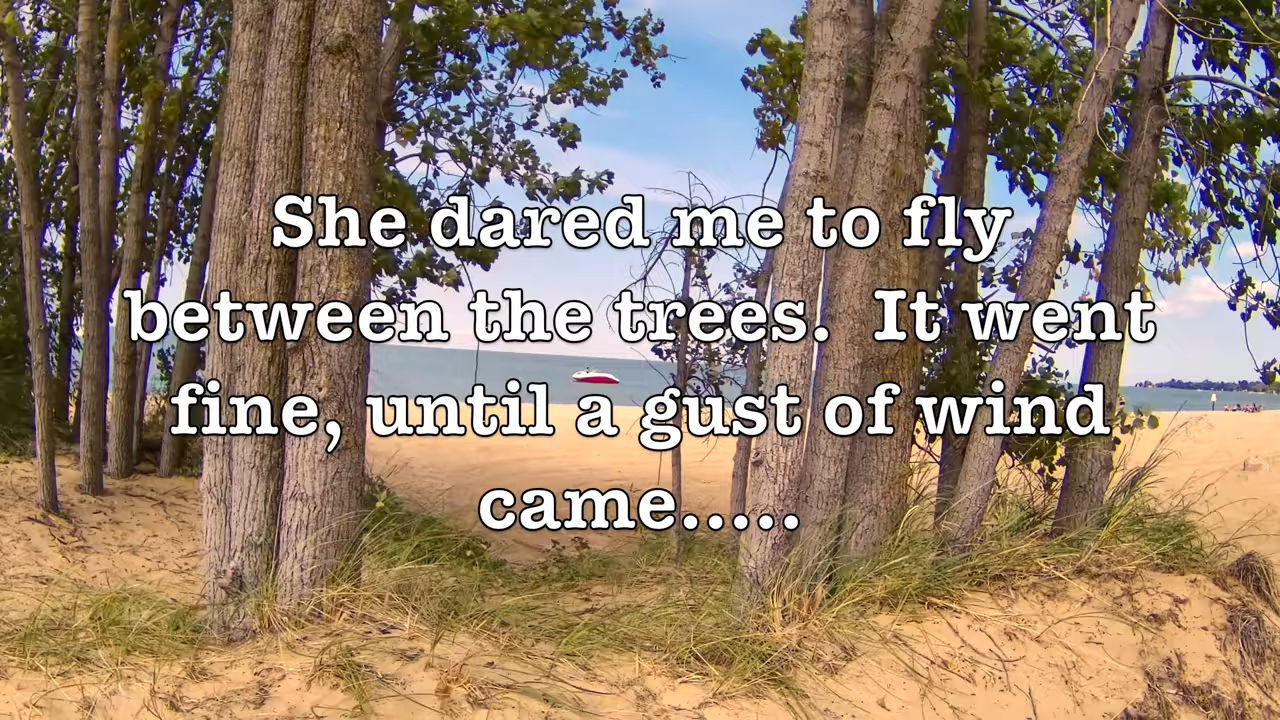 She dared me to fly
between the trees.  It went
fine, until a gust of wind
came.....